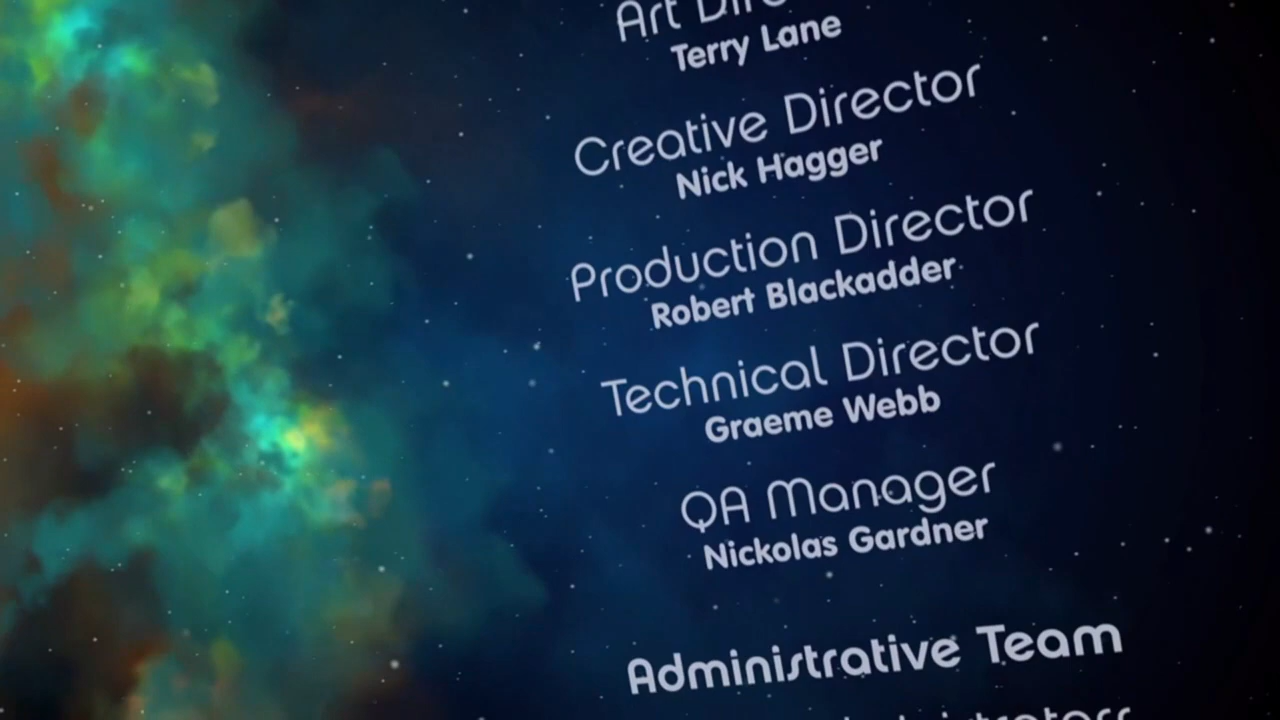 Art
Terry Lane
Creative Director
Nick Hagger
Production Director
Robert Blackadder
Technical Director
Graeme Webb
QA Manager
Nickolas Gardner
Administrative Team